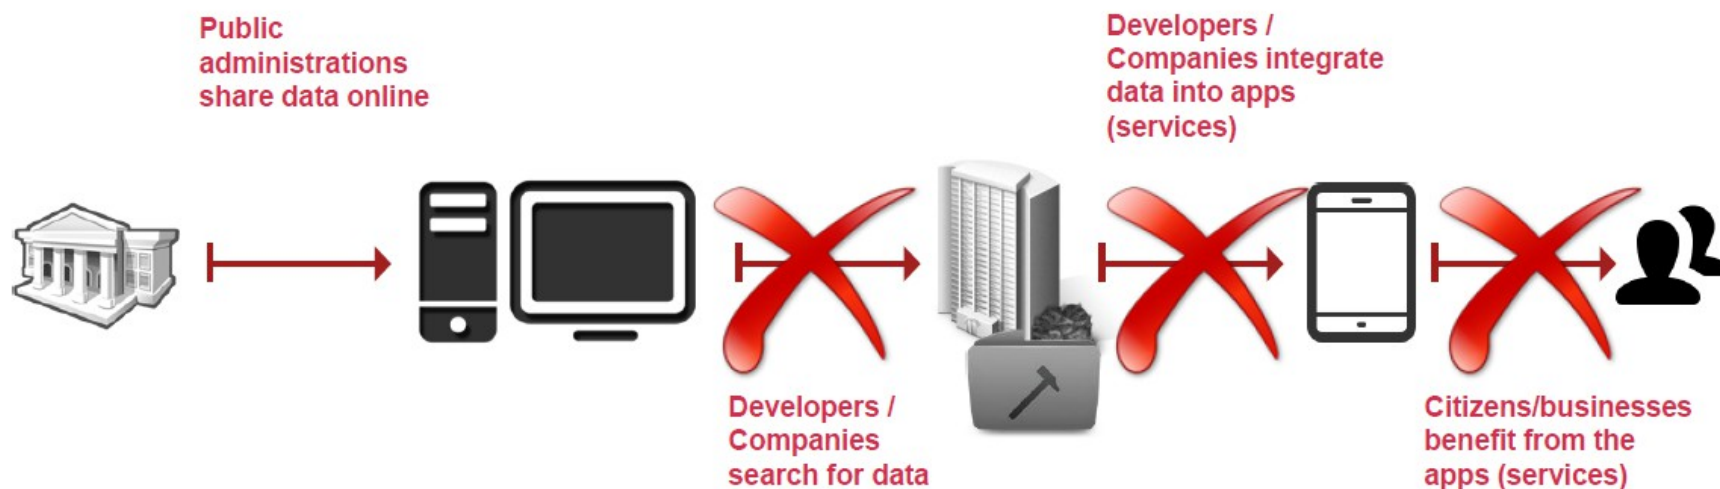 Public
administrations
share data online
Developers /
Companies
search for data
Developers /
Companies integrate
data into apps
(services)
Citizens/businesses
benefit from the
apps (services)